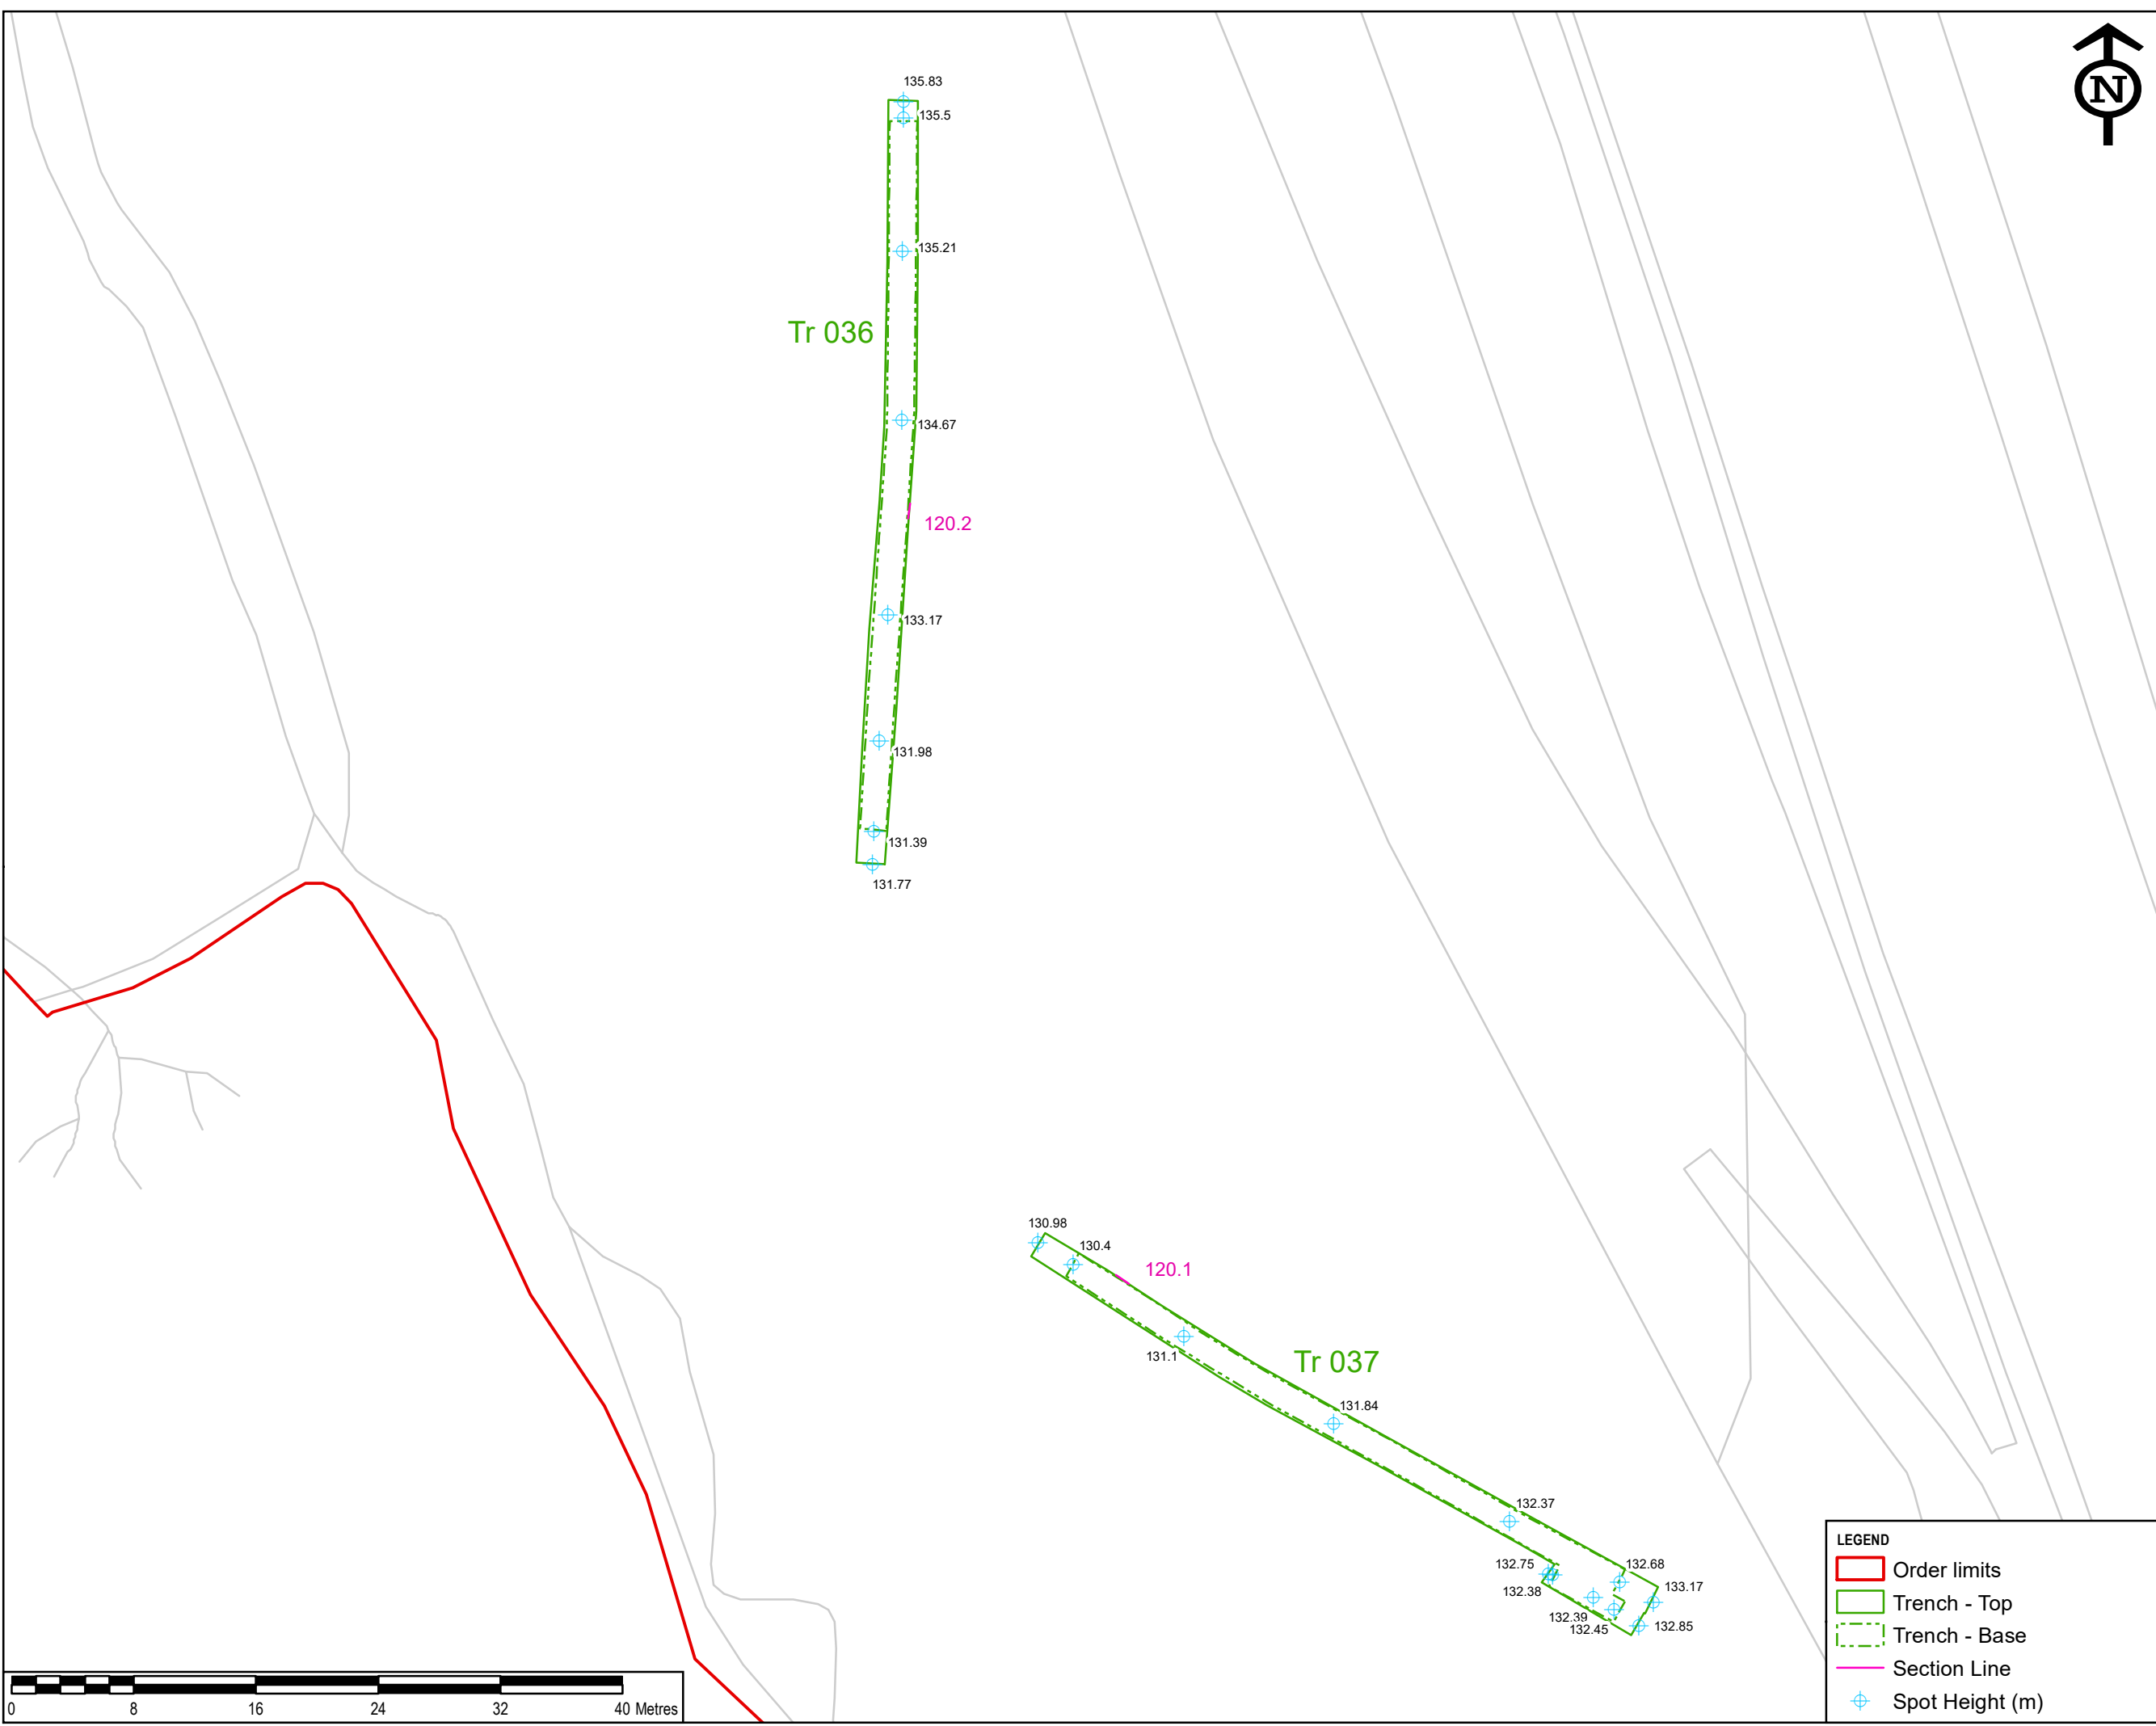 N
135.83
135.5
135.21
Tr 036
134.67
120.2
133.17
131.98
131.39
131.77
130.98
130.4
120.1
131.1
Tr 037
131.84
132.37
132.75
132.68
132.38
133.17
132.39
132.45
132.85
LEGEND
Order limits
Trench - Top
Trench - Base
Section Line
Spot Height (m)
0 8 16 24 32 40 Metres